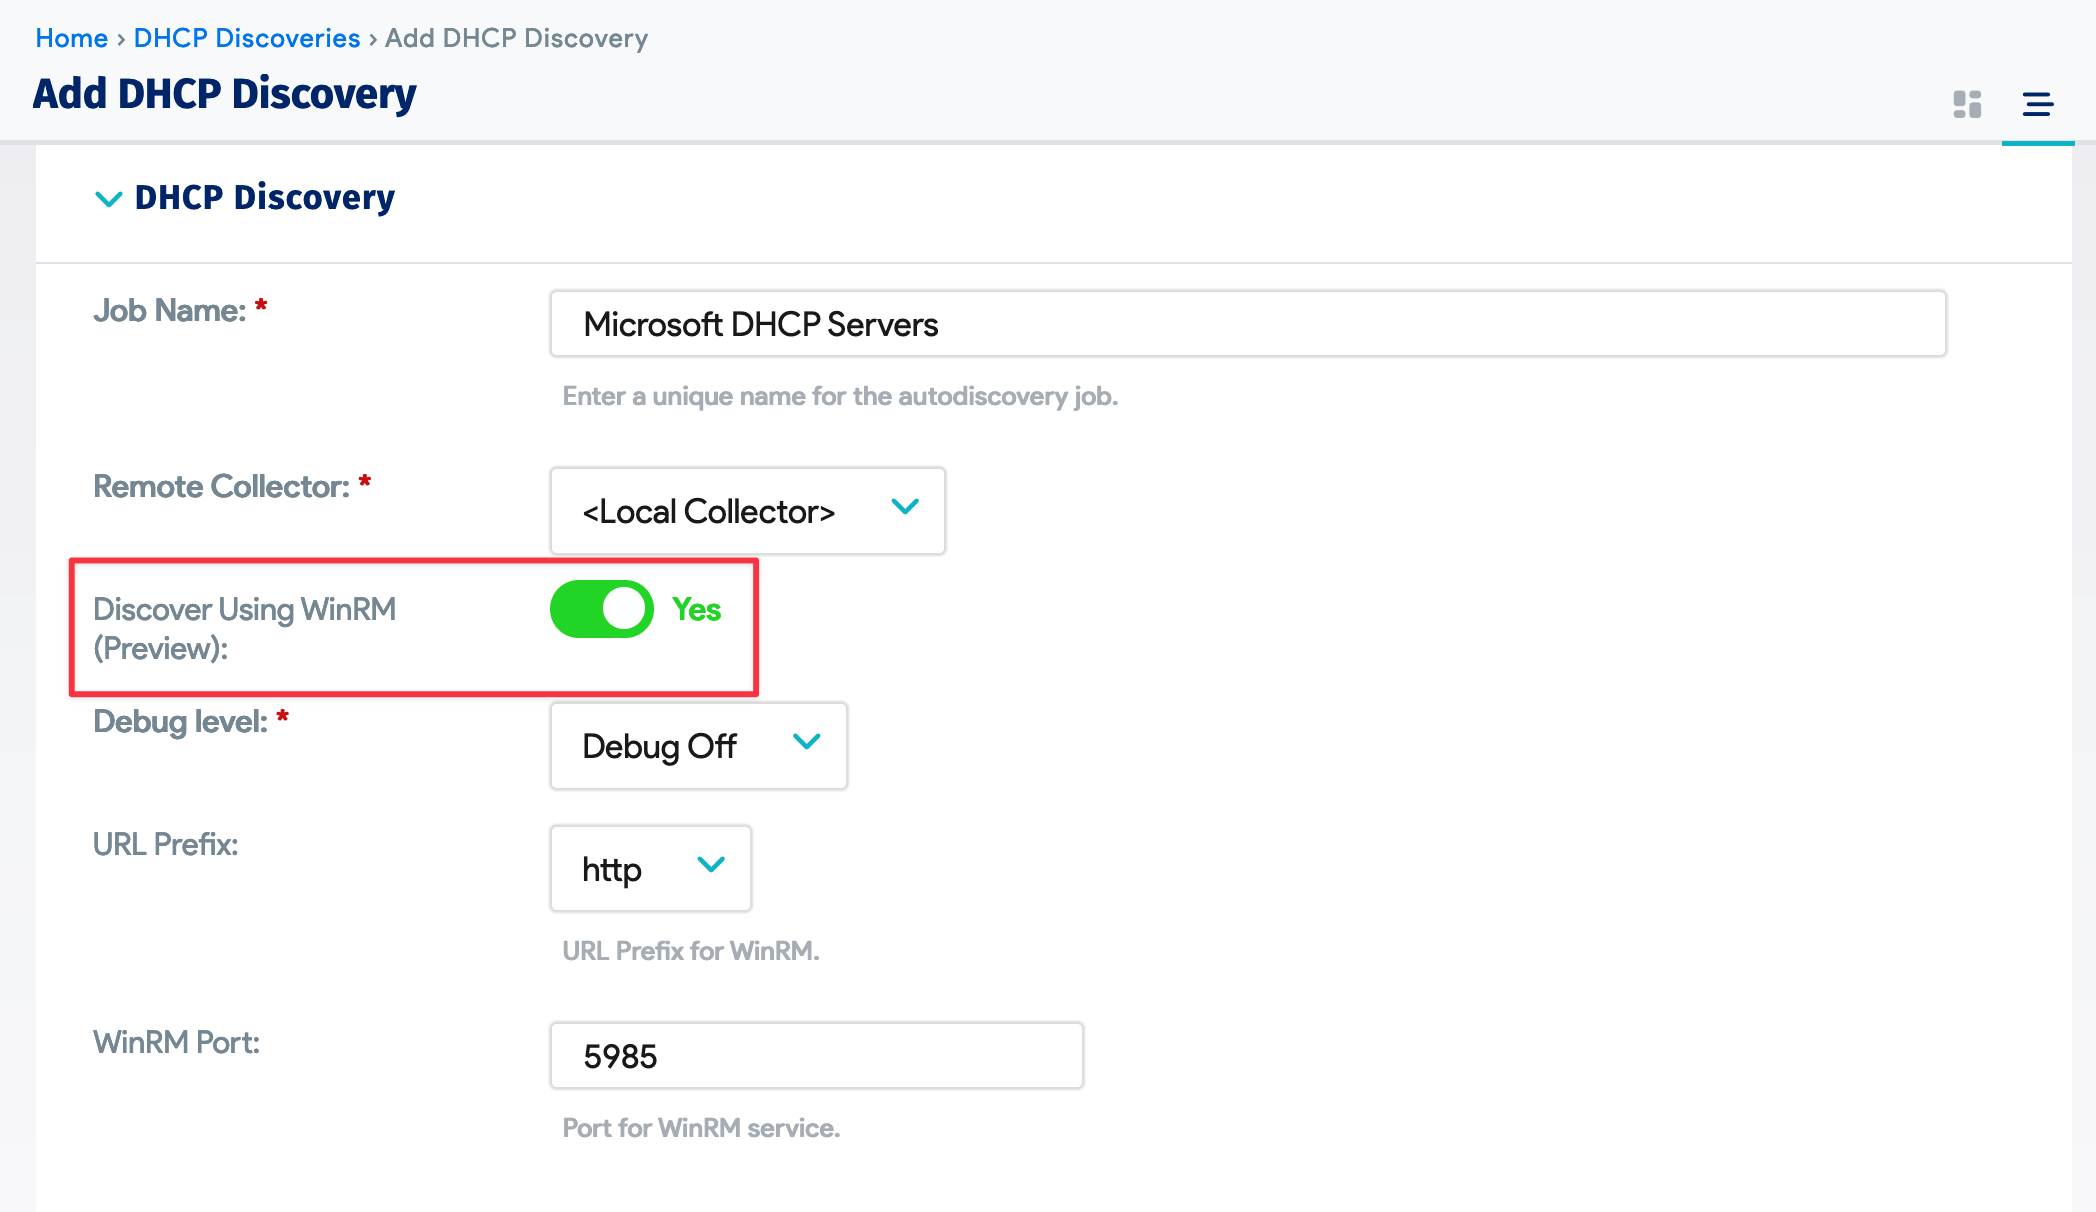 Home › DHCP Discoveries › Add DHCP Discovery
Add DHCP Discovery
DHCP Discovery
Job Name: *
Microsoft DHCP Servers
Enter a unique name for the autodiscovery job.
Remote Collector: *
<Local Collector>
Discover Using WinRM
(Preview):
Yes
Debug level: *
Debug Off
URL Prefix:
http
URL Prefix for WinRM.
WinRM Port:
5985
Port for WinRM service.